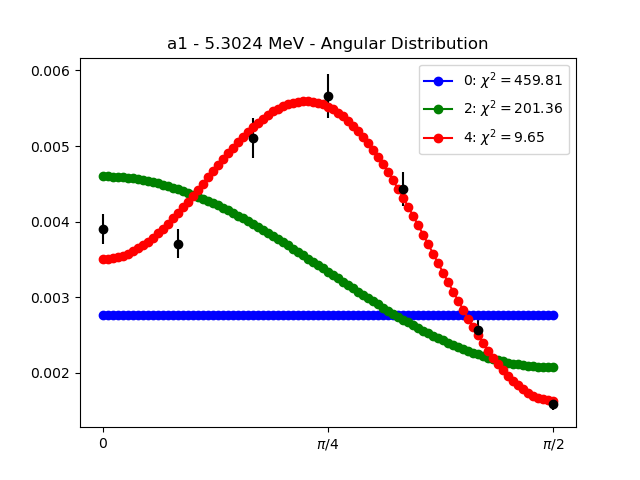 a1 - 5.3024 MeV - Angular Distribution
0.006
0.005
0.004
0.003
0.002
0: χ² = 459.81
2: χ² = 201.36
4: χ² = 9.65
0
π/4
π/2